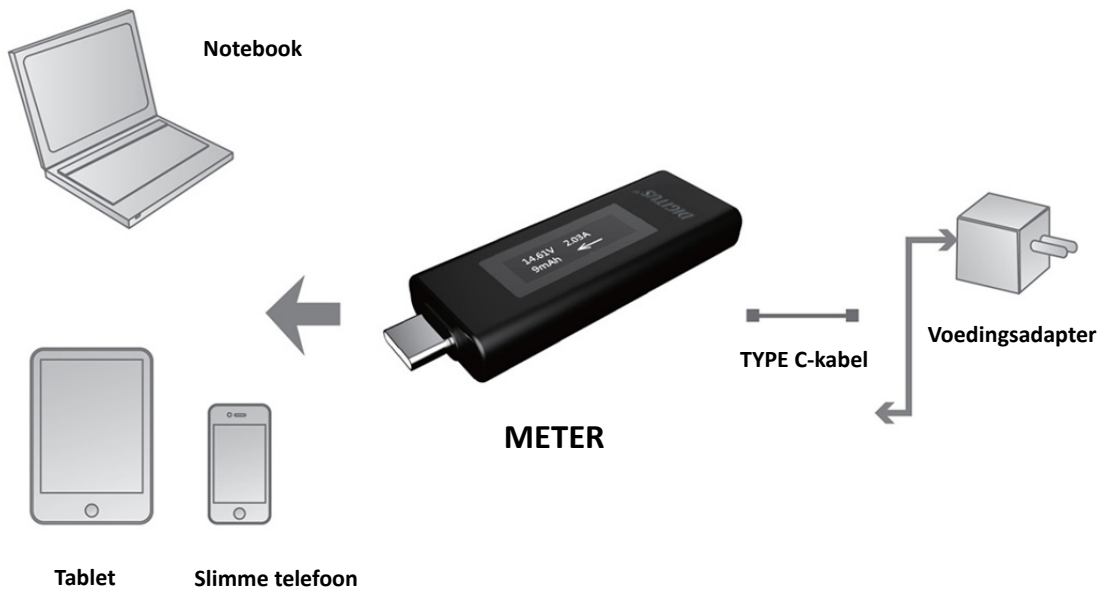 Notebook
DIGITUS
14.61V 2.03A
9mAh
TYPE C-kabel
Voedingsadapter
METER
Tablet
Slimme telefoon